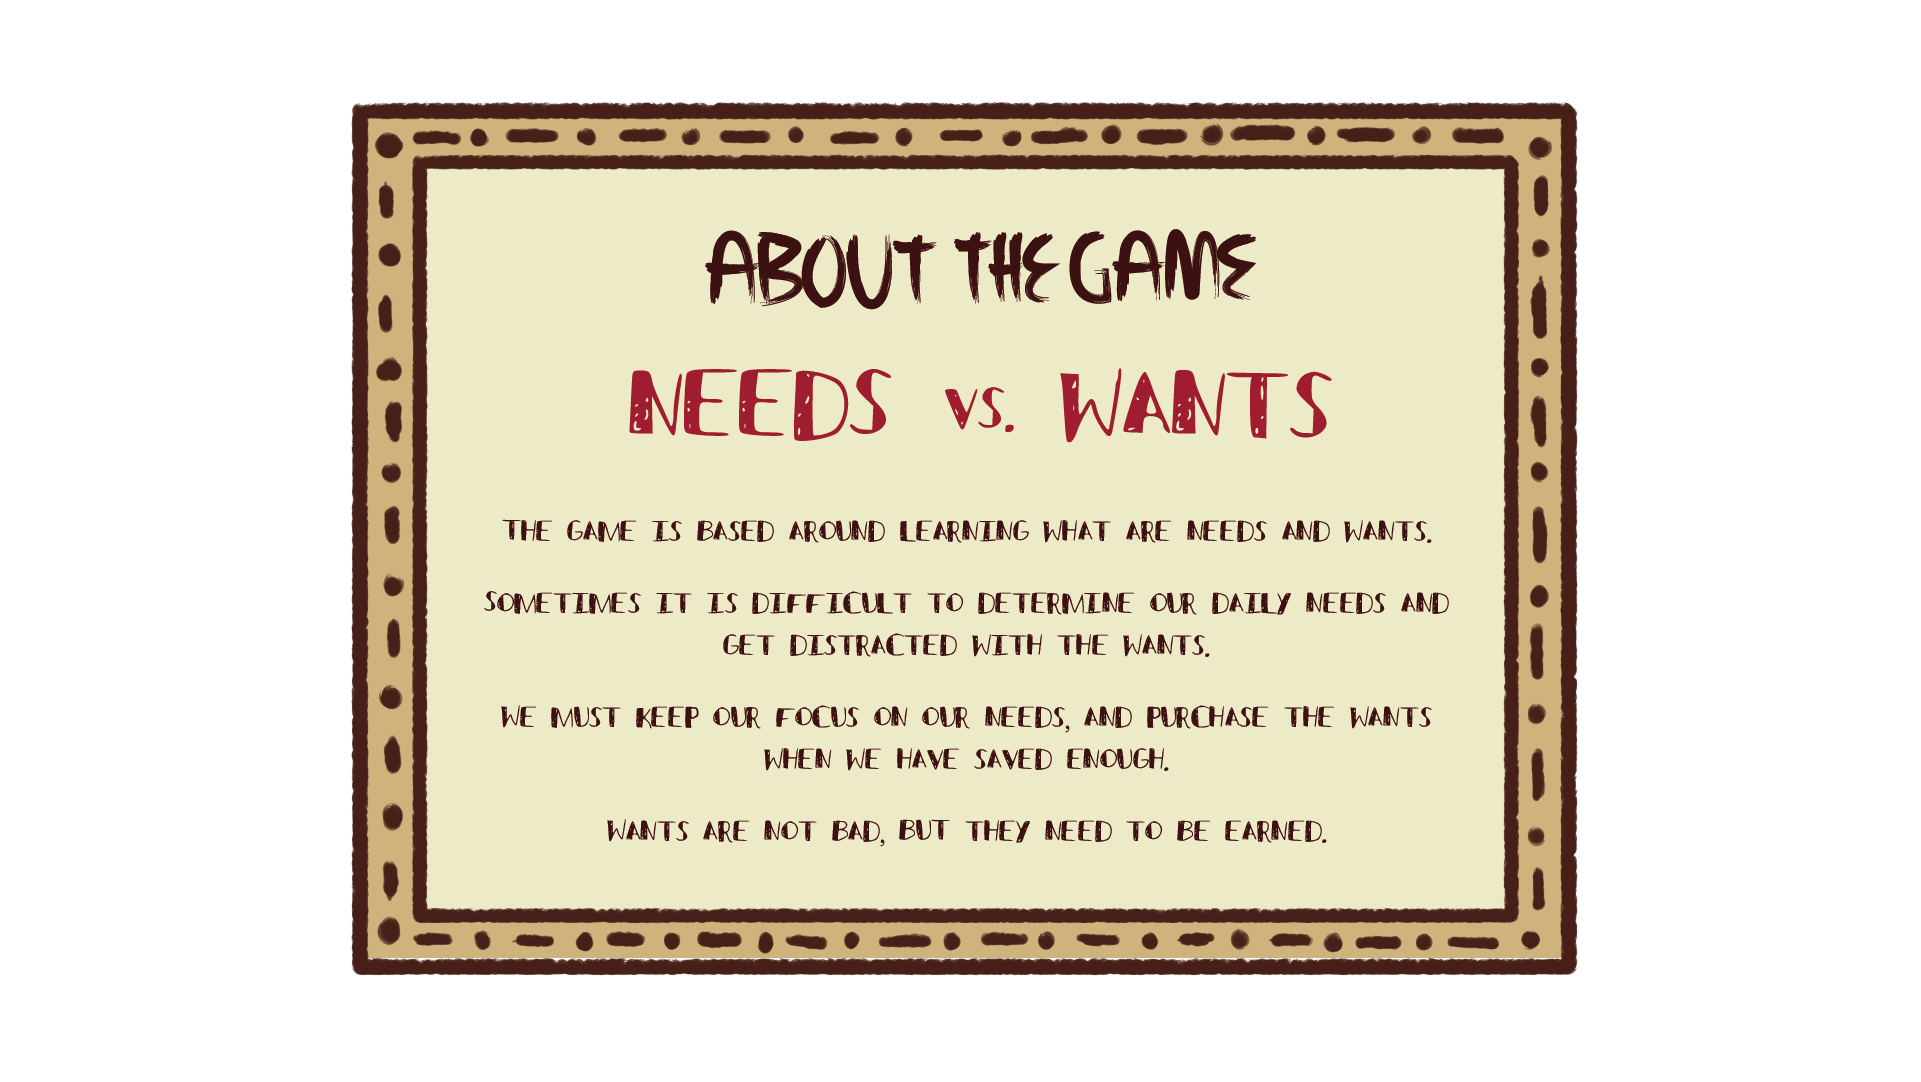 ABOUT THE GAME
NEEDS VS. WANTS
THE GAME IS BASED AROUND LEARNING WHAT ARE NEEDS AND WANTS.
SOMETIMES IT IS DIFFICULT TO DETERMINE OUR DAILY NEEDS AND
GET DISTRACTED WITH THE WANTS.
WE MUST KEEP OUR FOCUS ON OUR NEEDS, AND PURCHASE THE WANTS
WHEN WE HAVE SAVED ENOUGH.
WANTS ARE NOT BAD, BUT THEY NEED TO BE EARNED.